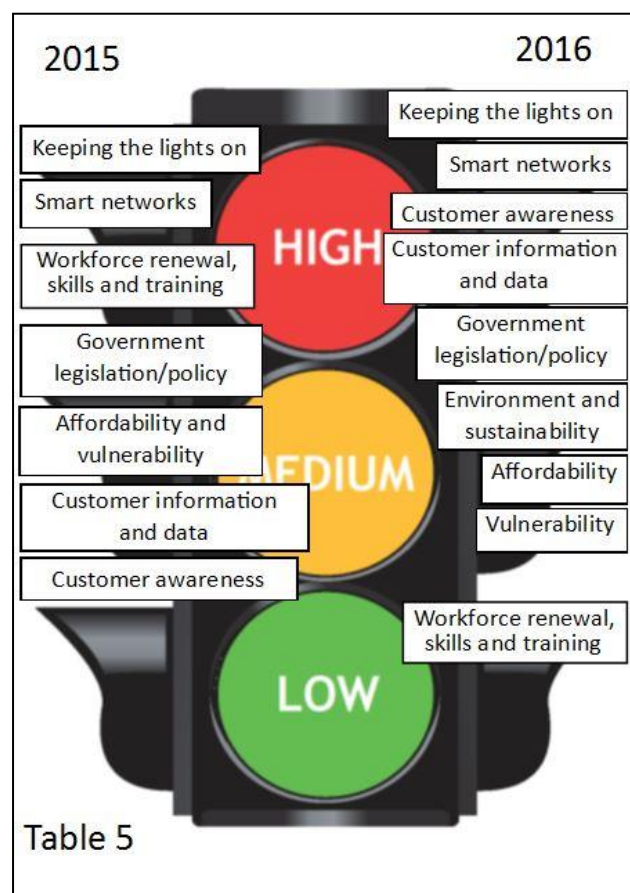 2015
2016
Keeping the lights on
Smart networks
Workforce renewal,
skills and training
Government
legislation/policy
Affordability and
vulnerability
Customer information
and data
Customer awareness
HIGH
MEDIUM
LOW
Keeping the lights on
Smart networks
Customer awareness
Customer information
and data
Government
legislation/policy
Environment and
sustainability
Affordability
Vulnerability
Workforce renewal,
skills and training
Table 5